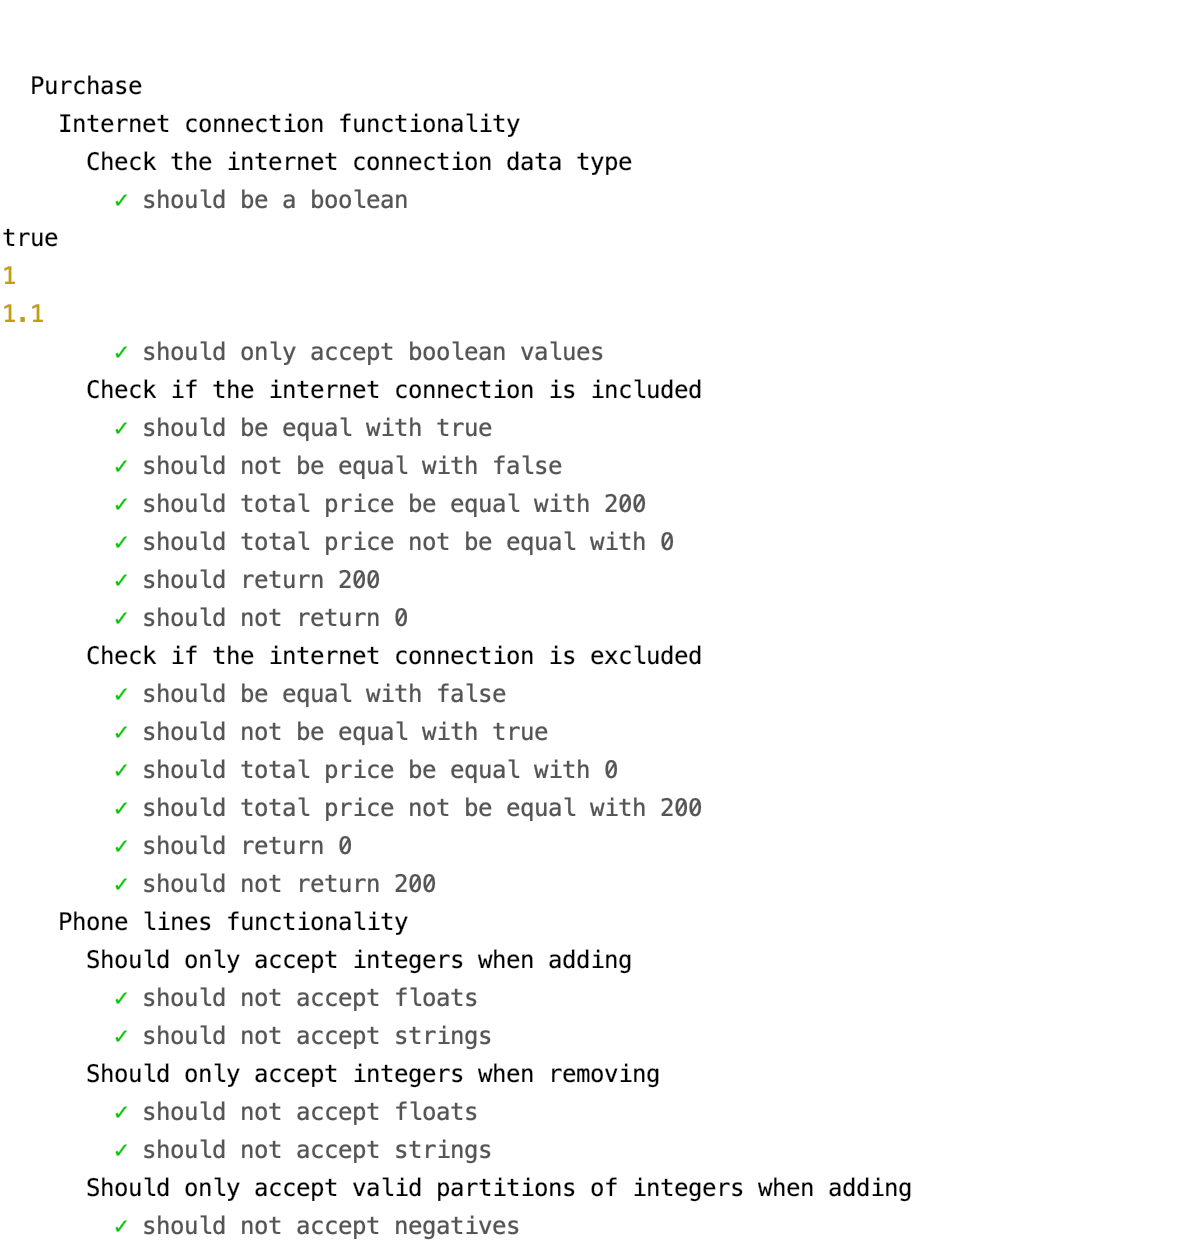 Purchase
Internet connection functionality
Check the internet connection data type
✓ should be a boolean
true
1
1.1
✓ should only accept boolean values
Check if the internet connection is included
✓ should be equal with true
✓ should not be equal with false
✓ should total price be equal with 200
✓ should total price not be equal with 0
✓ should return 200
✓ should not return 0
Check if the internet connection is excluded
✓ should be equal with false
✓ should not be equal with true
✓ should total price be equal with 0
✓ should total price not be equal with 200
✓ should return 0
✓ should not return 200
Phone lines functionality
Should only accept integers when adding
✓ should not accept floats
✓ should not accept strings
Should only accept integers when removing
✓ should not accept floats
✓ should not accept strings
Should only accept valid partitions of integers when adding
✓ should not accept negatives